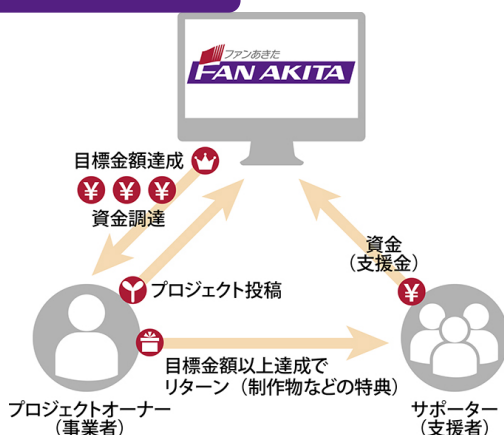 ファンあきた
FAN AKITA
目標金額達成
¥ ¥ ¥
資金調達
資金
（支援金）
¥
プロジェクト投稿
目標金額以上達成で
リターン（制作物などの特典）
プロジェクトオーナー
（事業者）
サポーター
（支援者）